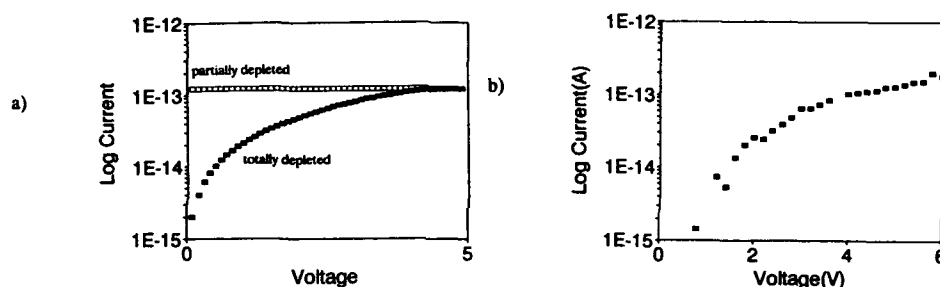 a)
Log Current
1E-12
1E-13
1E-14
1E-15
partially depleted
totally depleted
0
5
Voltage
b)
Log Current(A)
1E-12
1E-13
1E-14
1E-15
0
2
4
6
Voltage(V)